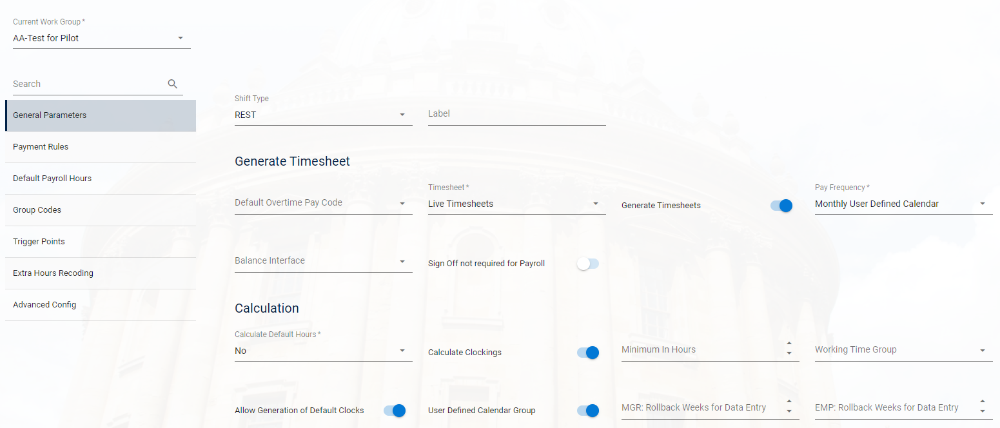 Current Work Group *
AA-Test for Pilot
Search
General Parameters
Payment Rules
Default Payroll Hours
Group Codes
Trigger Points
Extra Hours Recoding
Advanced Config
Shift Type
REST
Label
Generate Timesheet
Default Overtime Pay Code
Timesheet *
Live Timesheets
Generate Timesheets
Pay Frequency *
Monthly User Defined Calendar
Balance Interface
Sign Off not required for Payroll
Calculation
Calculate Default Hours *
No
Calculate Clockings
Minimum In Hours
Working Time Group
Allow Generation of Default Clocks
User Defined Calendar Group
MGR: Rollback Weeks for Data Entry
EMP: Rollback Weeks for Data Entry